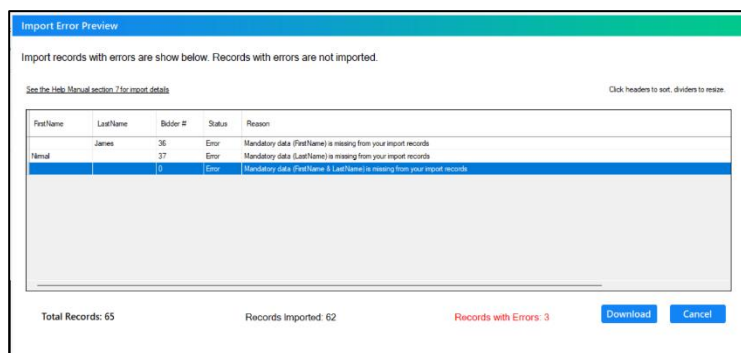 Import Error Preview
Import records with errors are show below. Records with errors are not imported.
See the Help Manual section 7 for import details
Click headers to sort, dividers to resize.
FirstName LastName Bidder # Status Reason
James 36 Error Mandatory data (FirstName) is missing from your import records
Nimal 37 Error Mandatory data (LastName) is missing from your import records
0 Error Mandatory data (FirstName & LastName) is missing from your import records
Total Records: 65 Records Imported: 62 Records with Errors: 3 Download Cancel